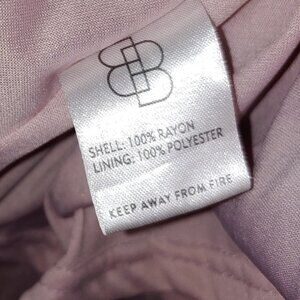 SHELL: 100% RAYON
LINING: 100% POLYESTER
KEEP AWAY FROM FIRE